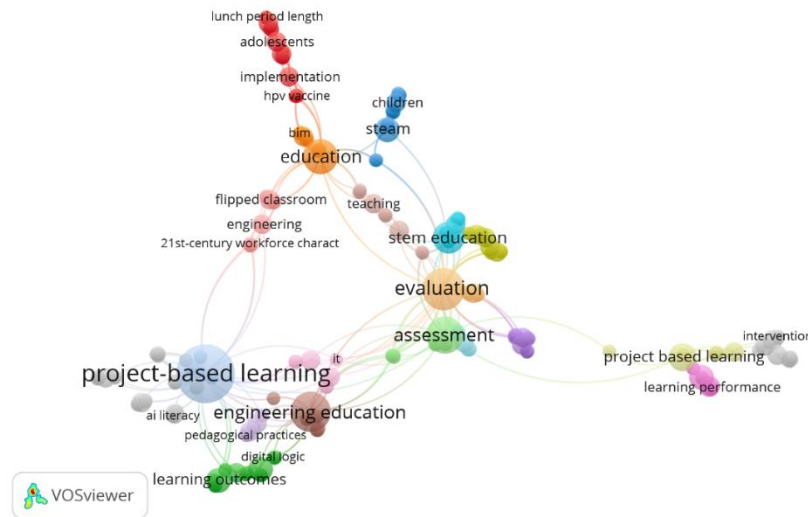 lunch period length
adolescents
implementation
hpv vaccine
children
steam
bim
education
flipped classroom
teaching
engineering
stem education
21st-century workforce charact
evaluation
assessment
project based learning
intervention
it
project-based learning
learning performance
ai literacy
engineering education
pedagogical practices
digital logic
learning outcomes
VOSviewer